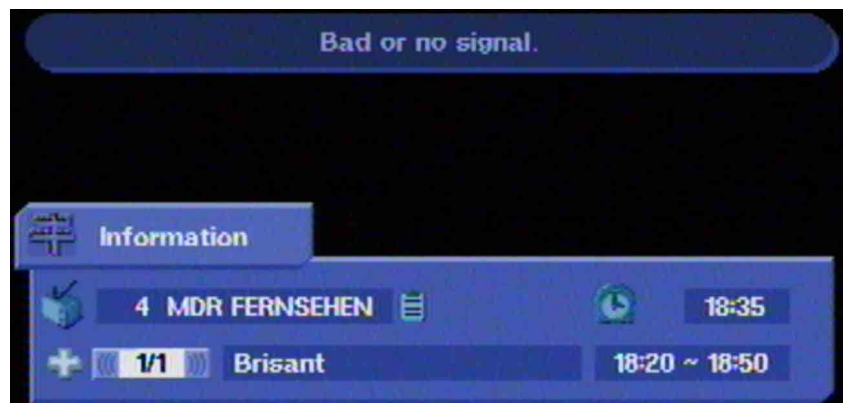 Bad or no signal.
Information
4 MDR FERNSEHEN 18:35
1/1 Brisant 18:20 ~ 18:50